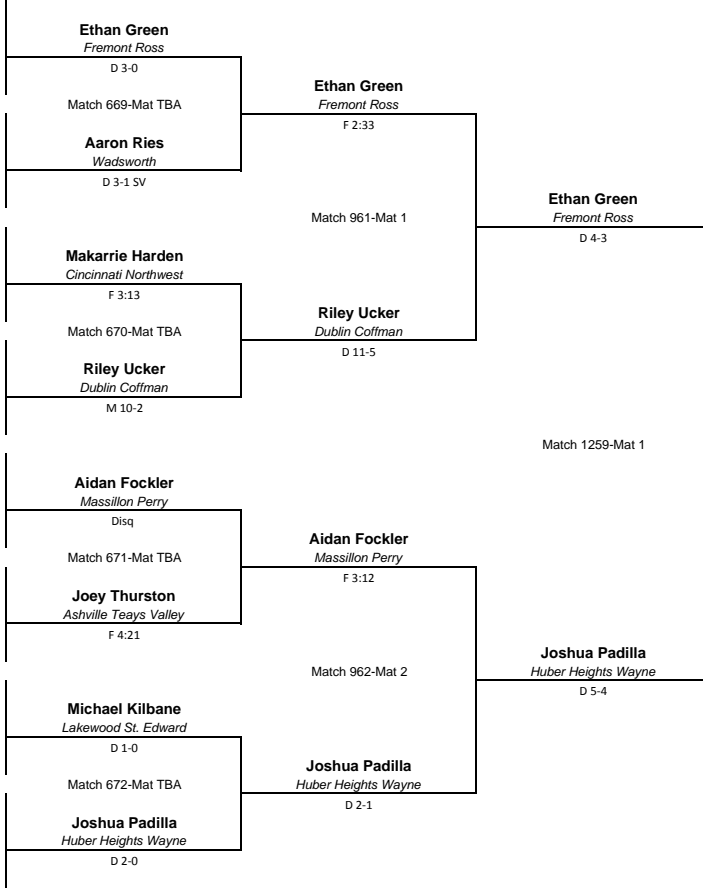 Ethan Green
Fremont Ross
D 3-0
Match 669-Mat TBA
Aaron Ries
Wadsworth
D 3-1 SV
Makarrie Harden
Cincinnati Northwest
F 3:13
Match 670-Mat TBA
Riley Ucker
Dublin Coffman
M 10-2
Aidan Fockler
Massillon Perry
Disq
Match 671-Mat TBA
Joey Thurston
Ashville Teays Valley
F 4:21
Michael Kilbane
Lakewood St. Edward
D 1-0
Match 672-Mat TBA
Joshua Padilla
Huber Heights Wayne
D 2-0
Ethan Green
Fremont Ross
F 2:33
Match 961-Mat 1
Riley Ucker
Dublin Coffman
D 11-5
Aidan Fockler
Massillon Perry
F 3:12
Match 962-Mat 2
Joshua Padilla
Huber Heights Wayne
D 2-1
Ethan Green
Fremont Ross
D 4-3
Match 1259-Mat 1
Joshua Padilla
Huber Heights Wayne
D 5-4